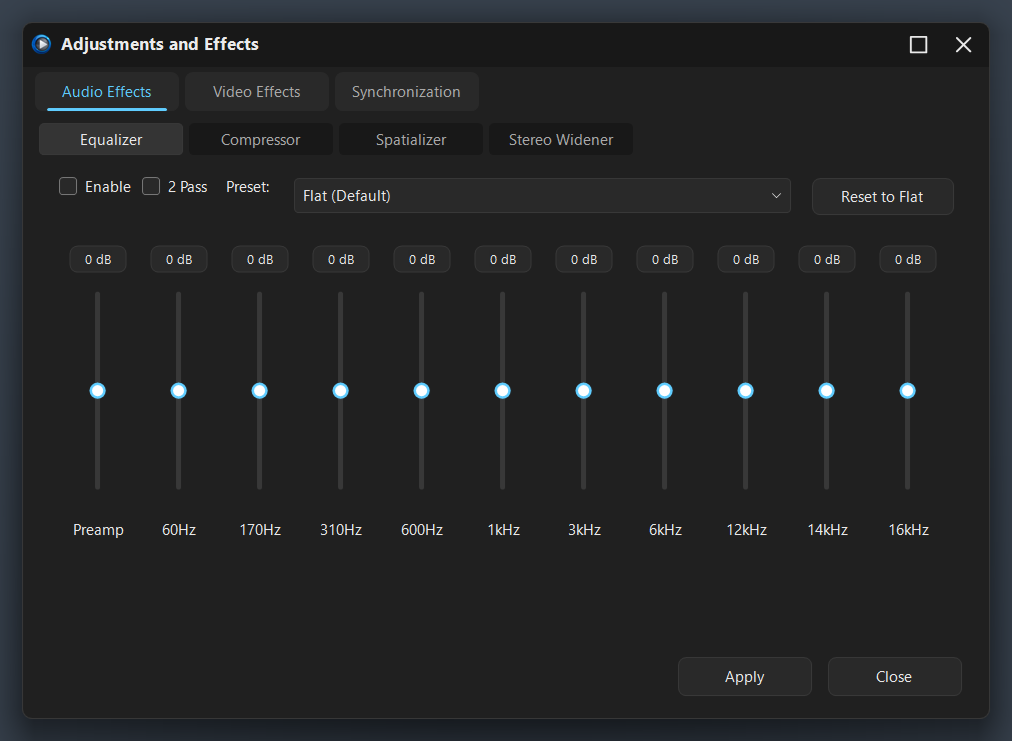 Adjustments and Effects
Audio Effects Video Effects Synchronization
Equalizer Compressor Spatializer Stereo Widener
Enable 2 Pass Preset: Flat (Default) Reset to Flat
0 dB 0 dB 0 dB 0 dB 0 dB 0 dB 0 dB 0 dB 0 dB 0 dB 0 dB
Preamp 60Hz 170Hz 310Hz 600Hz 1kHz 3kHz 6kHz 12kHz 14kHz 16kHz
Apply Close